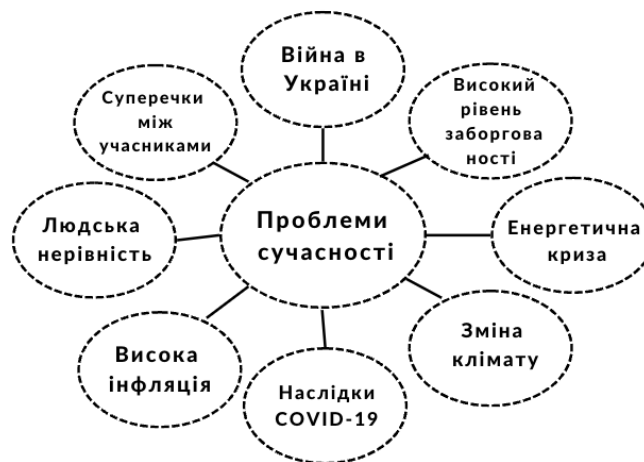 Війна в
Україні
Високий
рівень
заборгова
ності
Суперечки
між
учасниками
Проблеми
сучасності
Людська
нерівність
Енергетична
криза
Зміна
клімату
Висока
інфляція
Наслідки
COVID-19